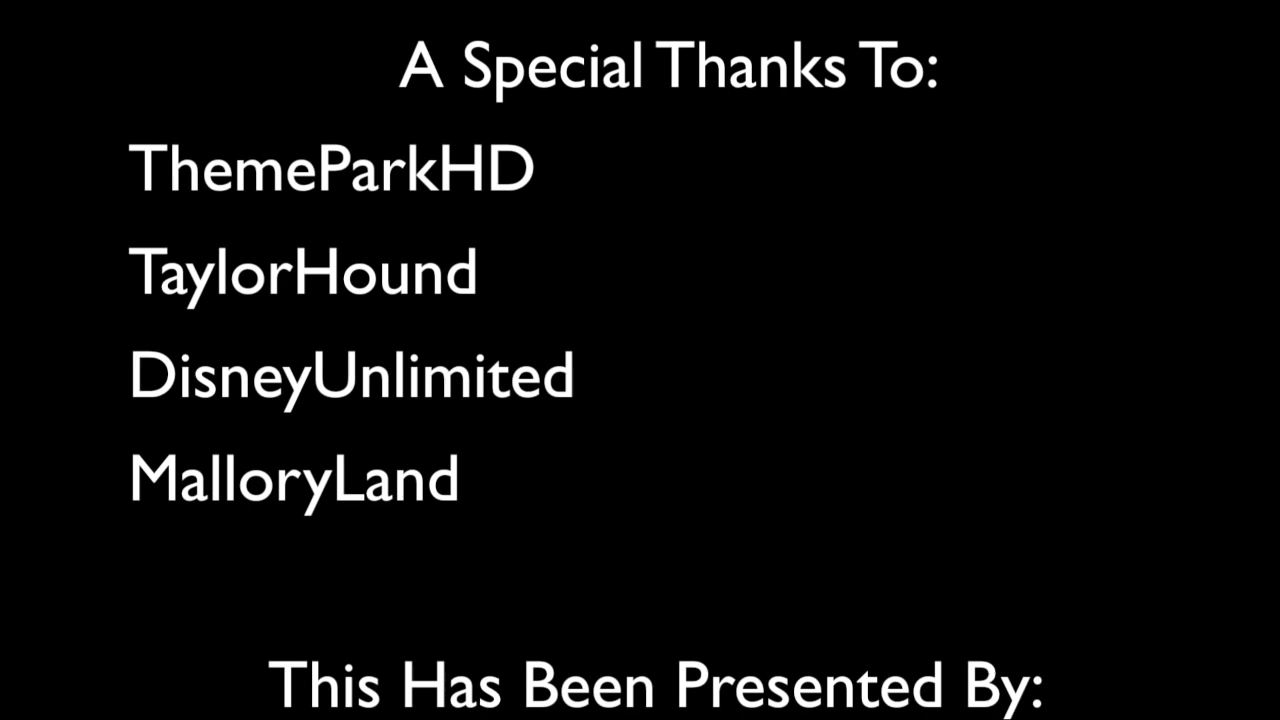 A Special Thanks To:
ThemeParkHD
TaylorHound
DisneyUnlimited
MalloryLand
This Has Been Presented By: